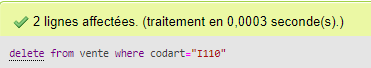 2 lignes affectées. (traitement en 0,0003 seconde(s).)
delete from vente where codart="I110"